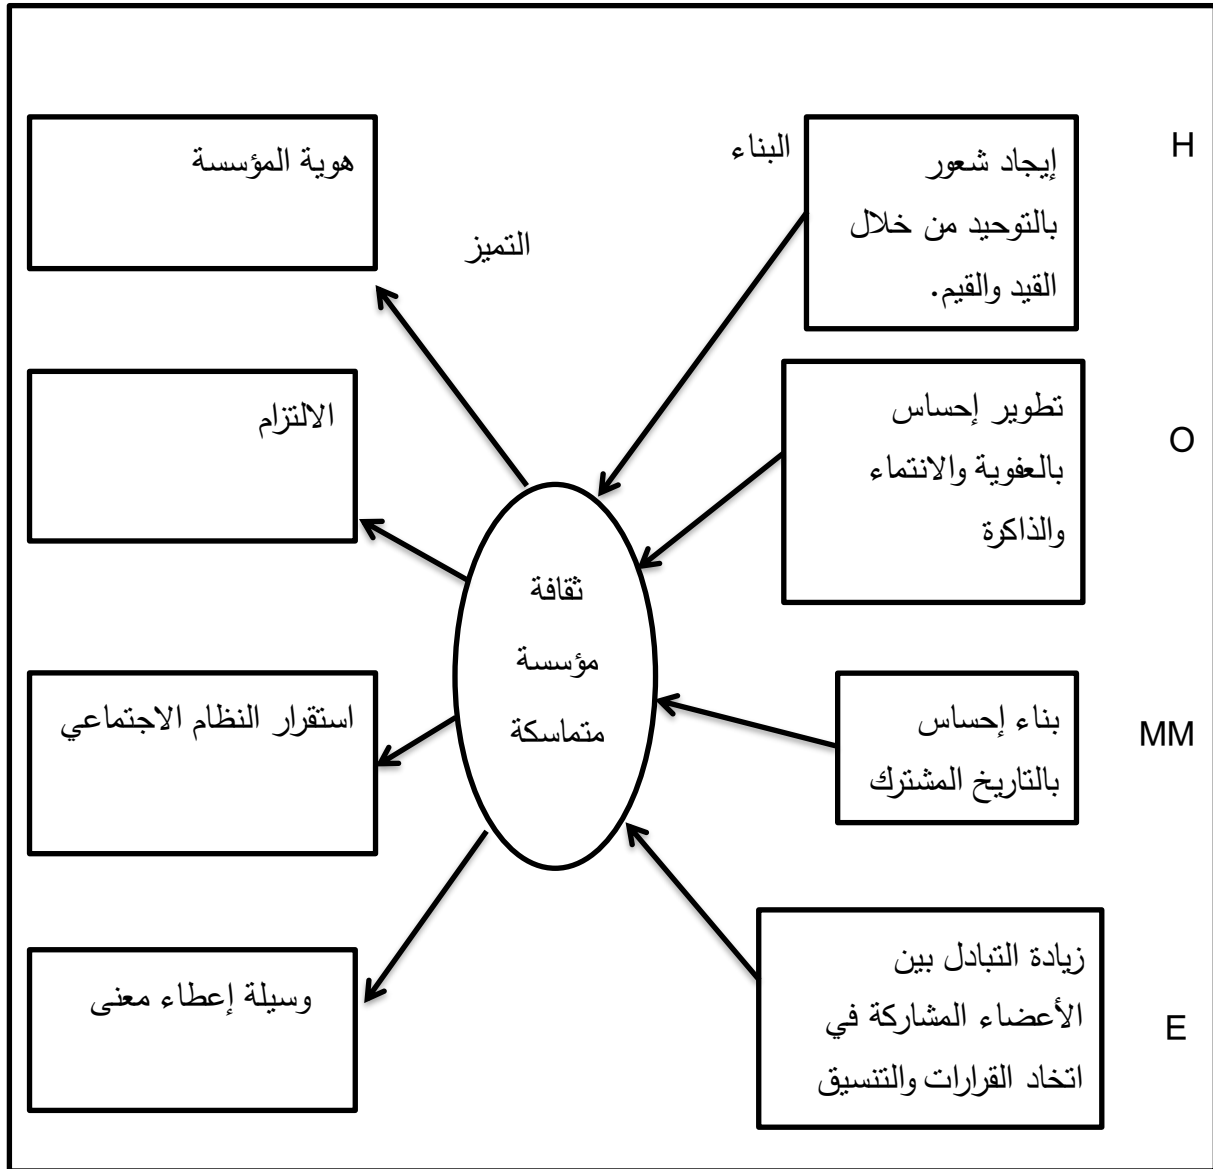 H
البناء
إيجاد شعور
بالتوحيد من خلال
القيد والقيم.
هوية المؤسسة
التميز
O
تطوير إحساس
بالعفوية والانتماء
والذاكرة
الالتزام
ثقافة
مؤسسة
متماسكة
MM
بناء إحساس
بالتاريخ المشترك
استقرار النظام الاجتماعي
E
زيادة التبادل بين
الأعضاء المشاركة في
اتخاد القرارات والتنسيق
وسيلة إعطاء معنى